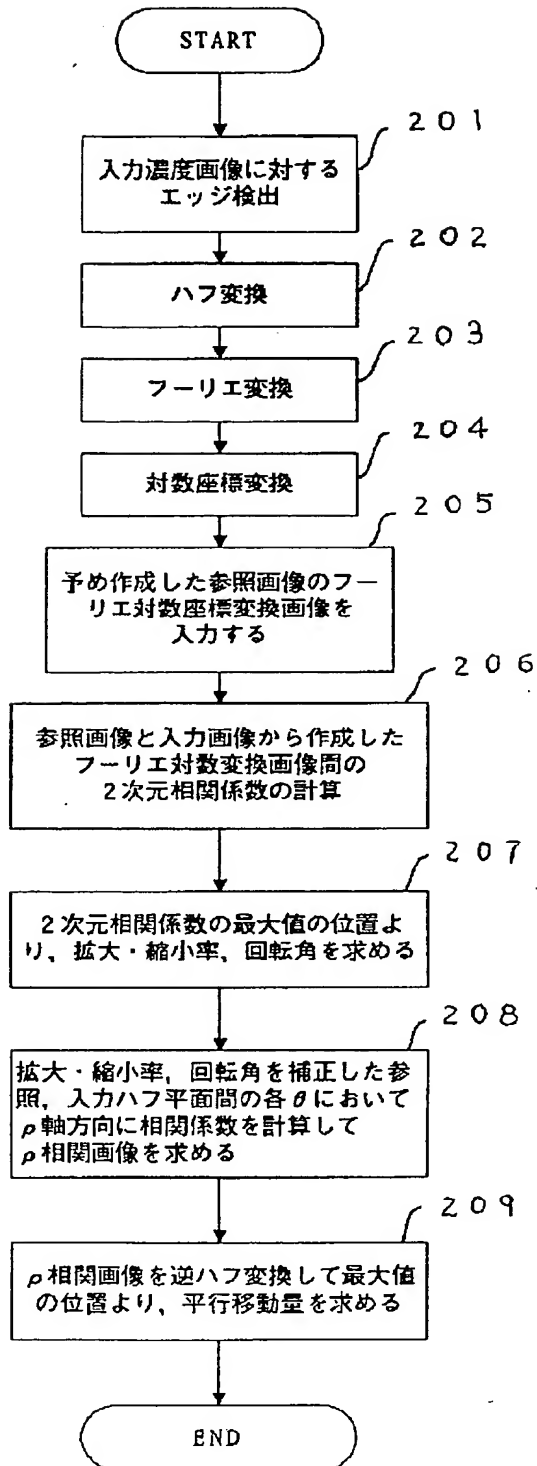 START
201
入力濃度画像に対する
エッジ検出
202
ハフ変換
203
フーリエ変換
204
対数座標変換
205
予め作成した参照画像のフー
リエ対数座標変換画像を
入力する
206
参照画像と入力画像から作成した
フーリエ対数変換画像間の
2次元相関係数の計算
207
2次元相関係数の最大値の位置よ
り、拡大・縮小率,回転角を求める
208
拡大・縮小率,回転角を補正した参
照,入力ハフ平面間の各θにおいて
ρ軸方向に相関係数を計算して
ρ相関画像を求める
209
ρ相関画像を逆ハフ変換して最大値
の位置より、平行移動量を求める
END